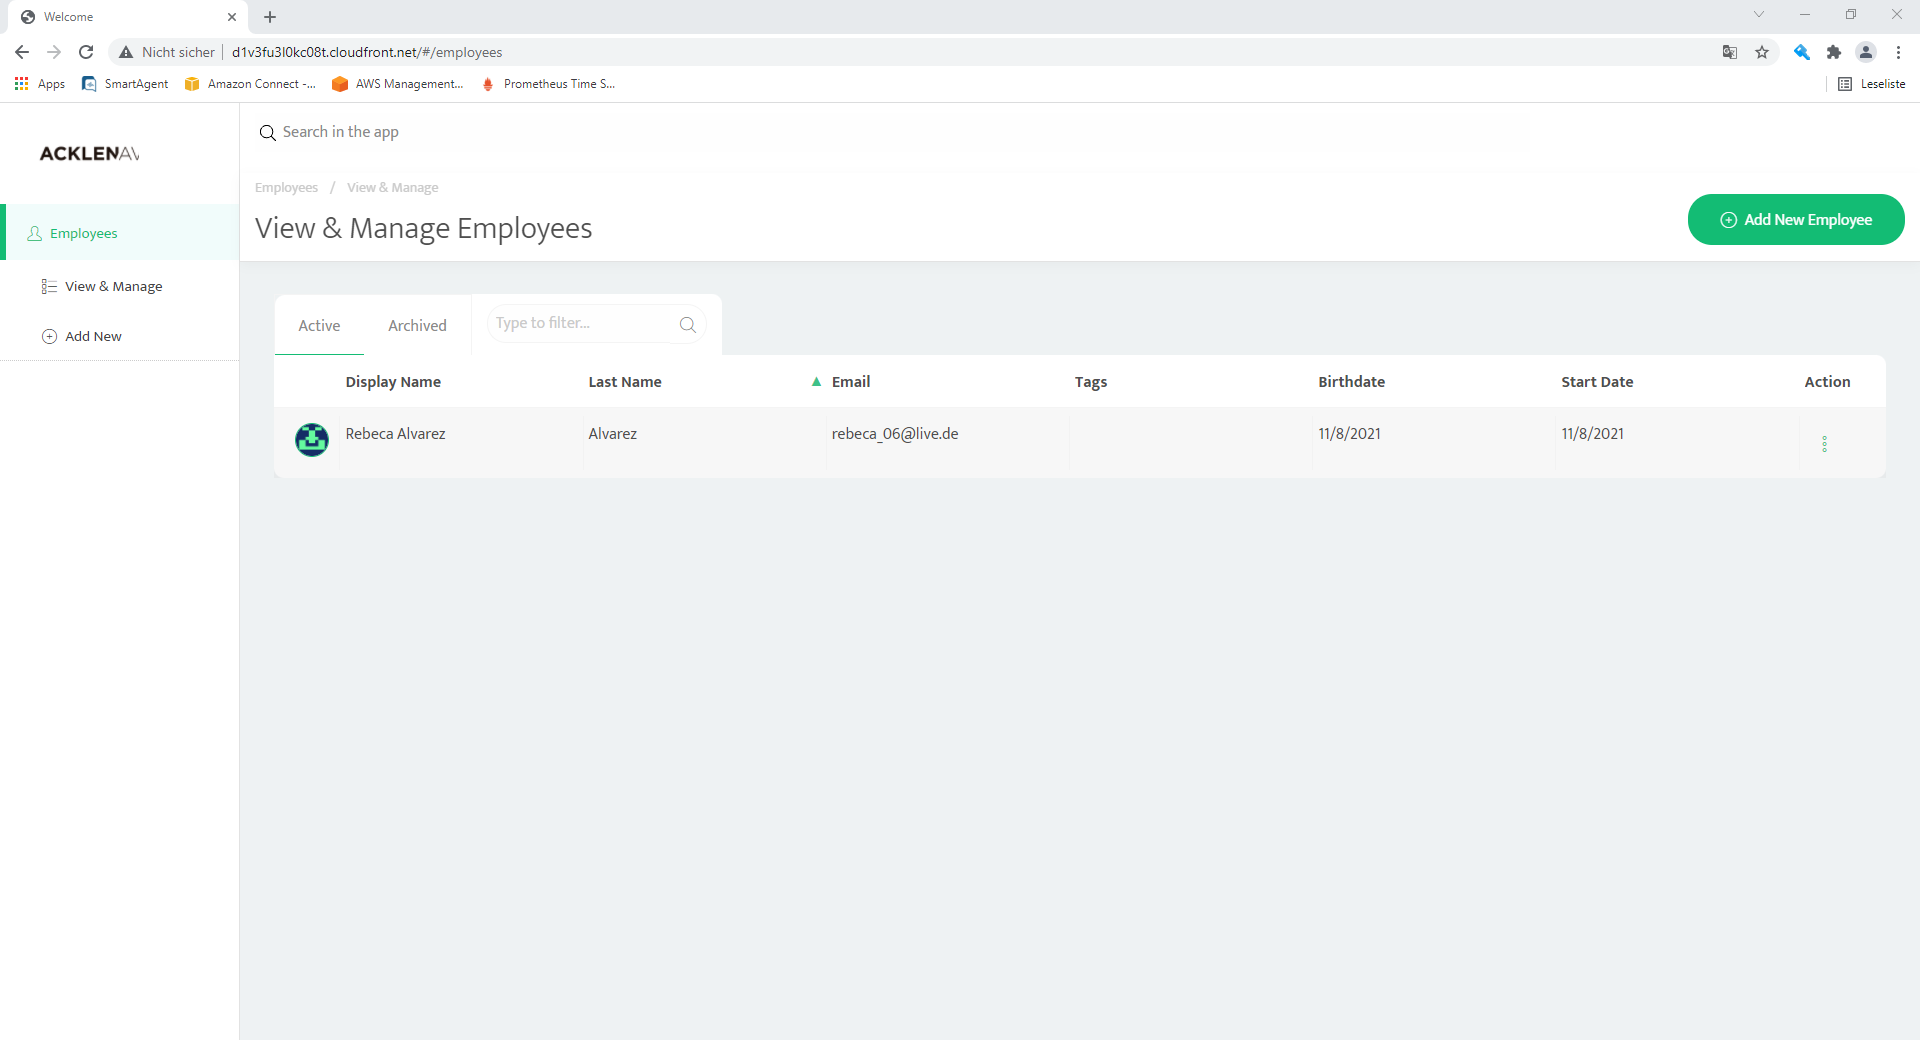 Welcome
Nicht sicher d1v3fu3l0kc08t.cloudfront.net/#/employees
Apps SmartAgent Amazon Connect -... AWS Management... Prometheus Time S... Leseliste
ACKLENAV
Search in the app
Employees / View & Manage
View & Manage Employees
Add New Employee
Employees
View & Manage
Add New
Active Archived Type to filter...
Display Name Last Name Email Tags Birthdate Start Date Action
Rebeca Alvarez Alvarez rebeca_06@live.de 11/8/2021 11/8/2021